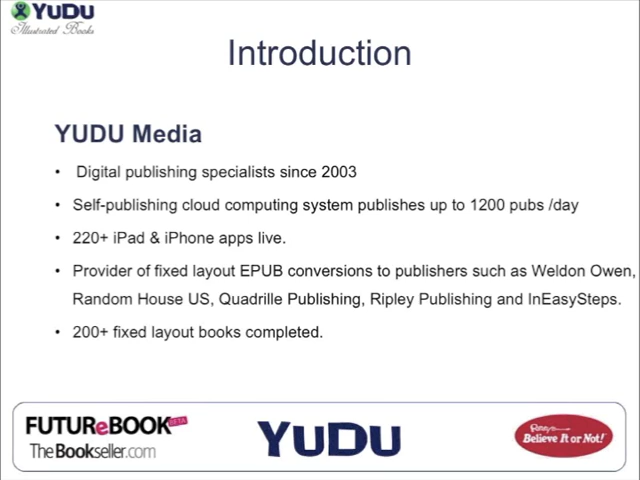 YUDU
Illustrated Books
Introduction
YUDU Media
• Digital publishing specialists since 2003
• Self-publishing cloud computing system publishes up to 1200 pubs /day
• 220+ iPad & iPhone apps live.
• Provider of fixed layout EPUB conversions to publishers such as Weldon Owen,
Random House US, Quadrille Publishing, Ripley Publishing and InEasySteps.
• 200+ fixed layout books completed.
FUTUReBOOK BETA
TheBookseller.com
YUDU
Ripley's
Believe It or Not!